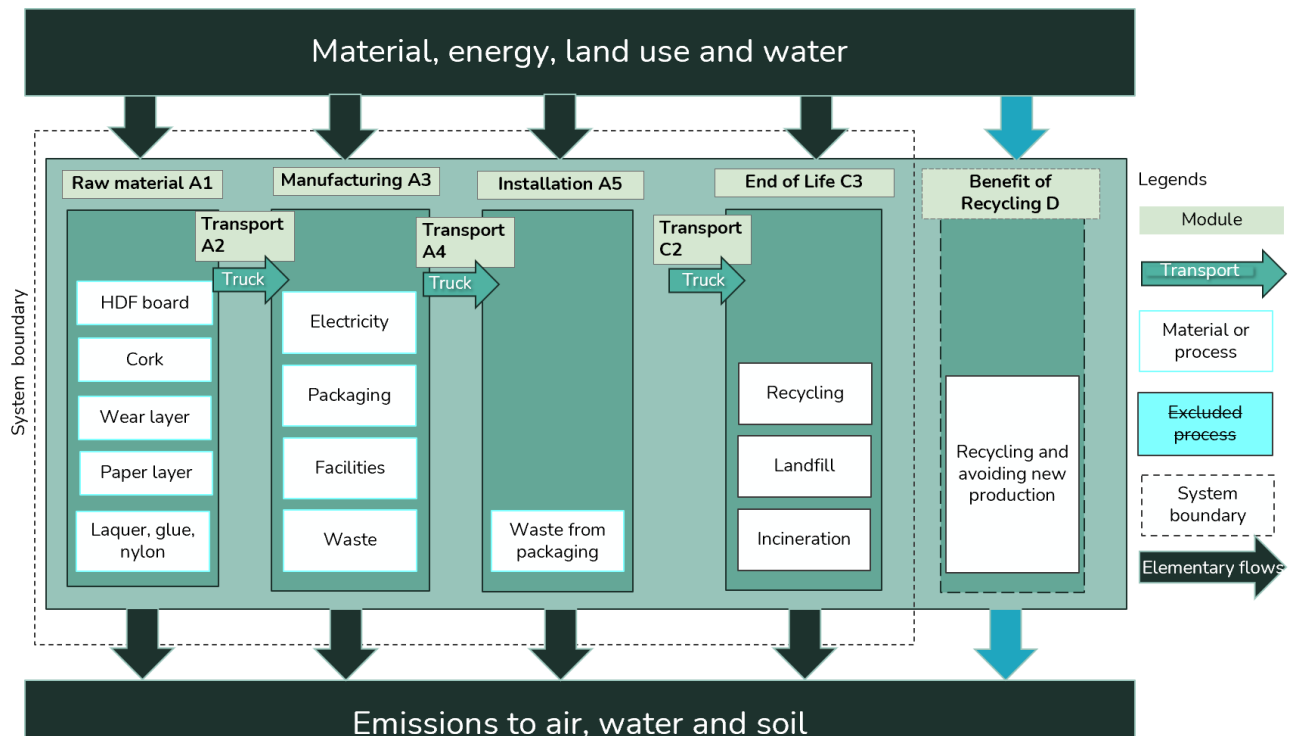 Material, energy, land use and water
Raw material A1
Manufacturing A3
Installation A5
End of Life C3
Benefit of
Recycling D
Transport
A2
Truck
Transport
A4
Truck
Transport
C2
Truck
HDF board
Cork
Wear layer
Paper layer
Laquer, glue,
nylon
Electricity
Packaging
Facilities
Waste
Waste from
packaging
Recycling
Landfill
Incineration
Recycling and
avoiding new
production
System boundary
Legends
Module
Transport
Material or
process
Excluded
process
System
boundary
Elementary flows
Emissions to air, water and soil